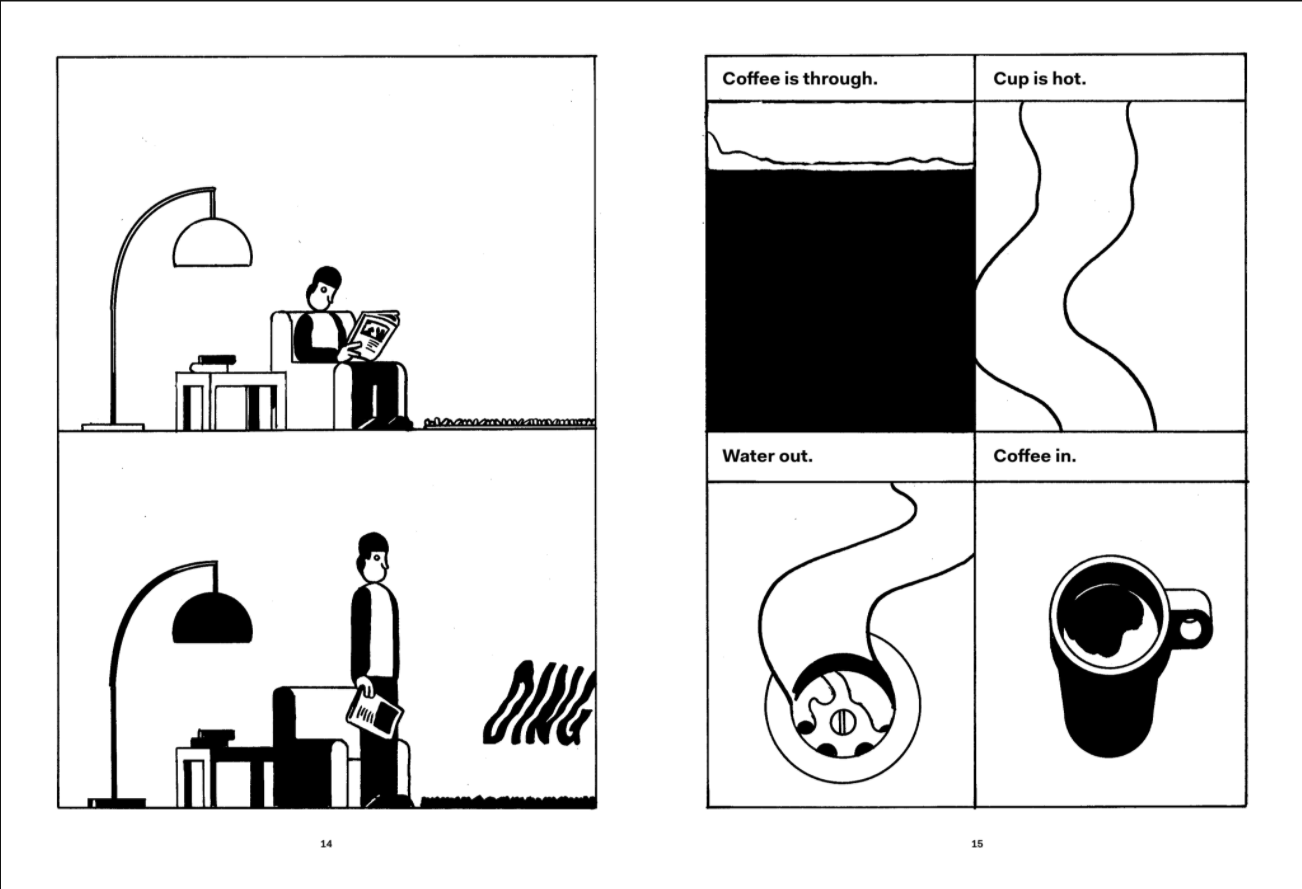 DING
14
Coffee is through.
Cup is hot.
Water out.
Coffee in.
15